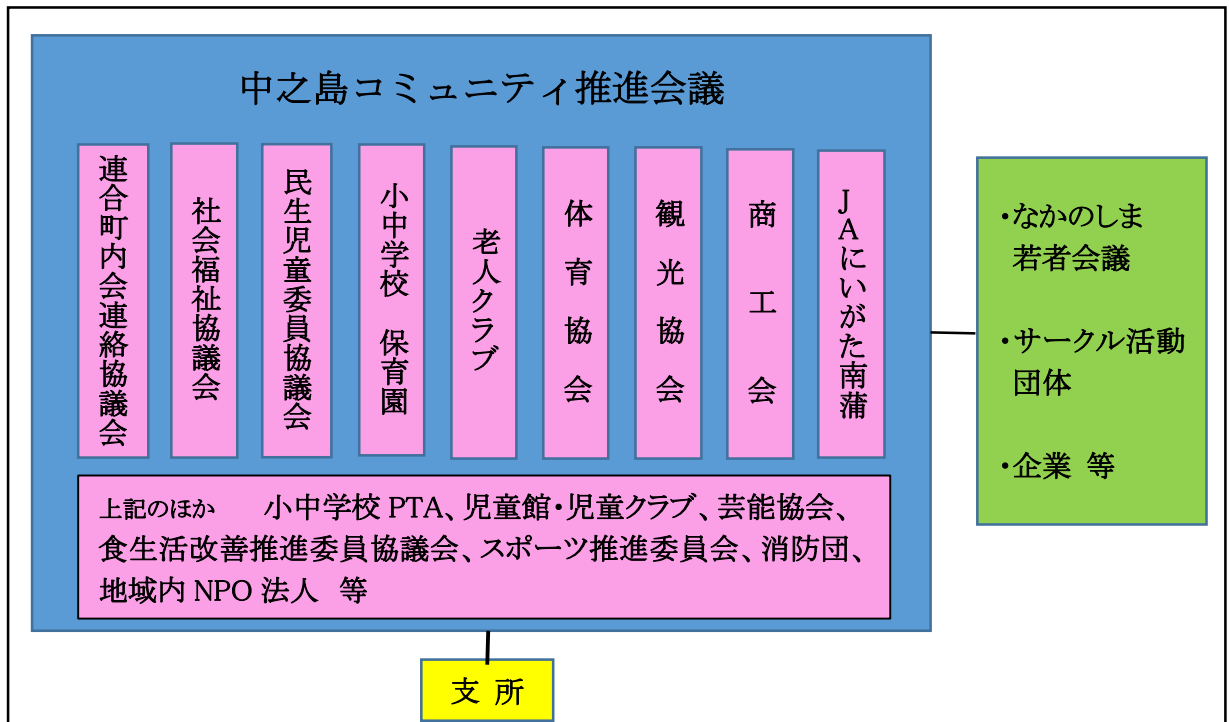 中之島コミュニティ推進会議
連合町内会連絡協議会
社会福祉協議会
民生児童委員協議会
小中学校 保育園
老人クラブ
体育協会
観光協会
商工会
JAにいがた南蒲
上記のほか 小中学校 PTA、児童館・児童クラブ、芸能協会、
食生活改善推進委員協議会、スポーツ推進委員会、消防団、
地域内 NPO 法人 等
・なかのしま
若者会議
・サークル活動
団体
・企業 等
支 所